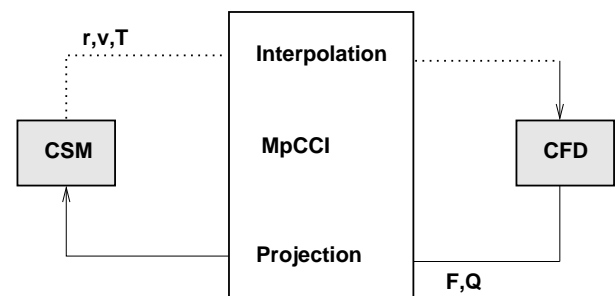 r,v,T
Interpolation
CSM
MpCCI
CFD
Projection
F,Q